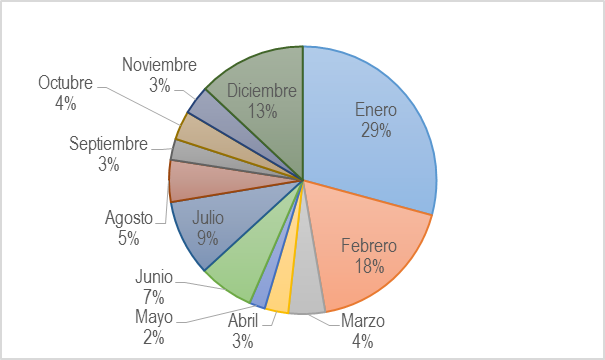 Enero
29%
Febrero
18%
Marzo
4%
Abril
3%
Mayo
2%
Junio
7%
Julio
9%
Agosto
5%
Septiembre
3%
Octubre
4%
Noviembre
3%
Diciembre
13%